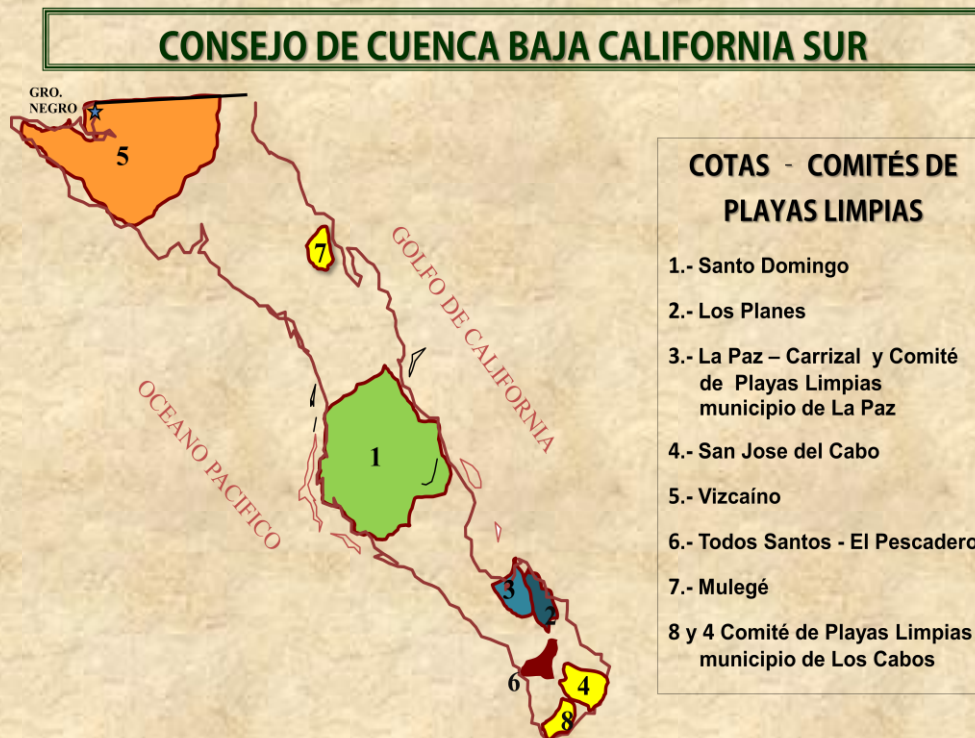 CONSEJO DE CUENCA BAJA CALIFORNIA SUR
GRO.
NEGRO
5
7
GOLFO DE CALIFORNIA
OCEANO PACIFICO
1
3
2
6
4
8
COTAS - COMITÉS DE
PLAYAS LIMPIAS
1.- Santo Domingo
2.- Los Planes
3.- La Paz – Carrizal y Comité
de Playas Limpias
municipio de La Paz
4.- San Jose del Cabo
5.- Vizcaíno
6.- Todos Santos - El Pescadero
7.- Mulegé
8 y 4 Comité de Playas Limpias
municipio de Los Cabos